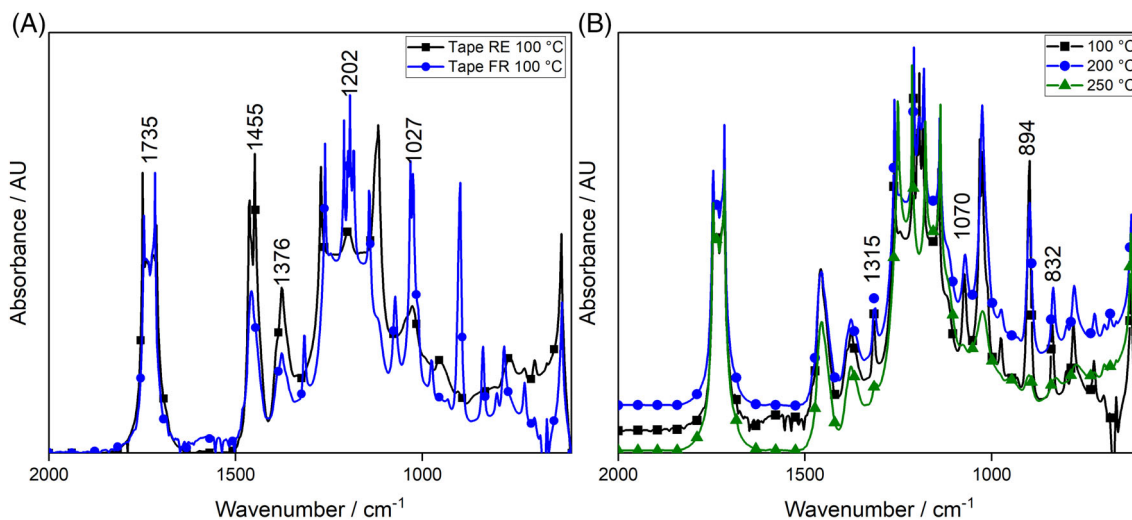 (A)
Tape RE 100 °C
Tape FR 100 °C
1735
1455
1376
1202
1027
Absorbance / AU
2000
1500
1000
Wavenumber / cm-1
(B)
100 °C
200 °C
250 °C
1315
1070
894
832
Absorbance / AU
2000
1500
1000
Wavenumber / cm-1